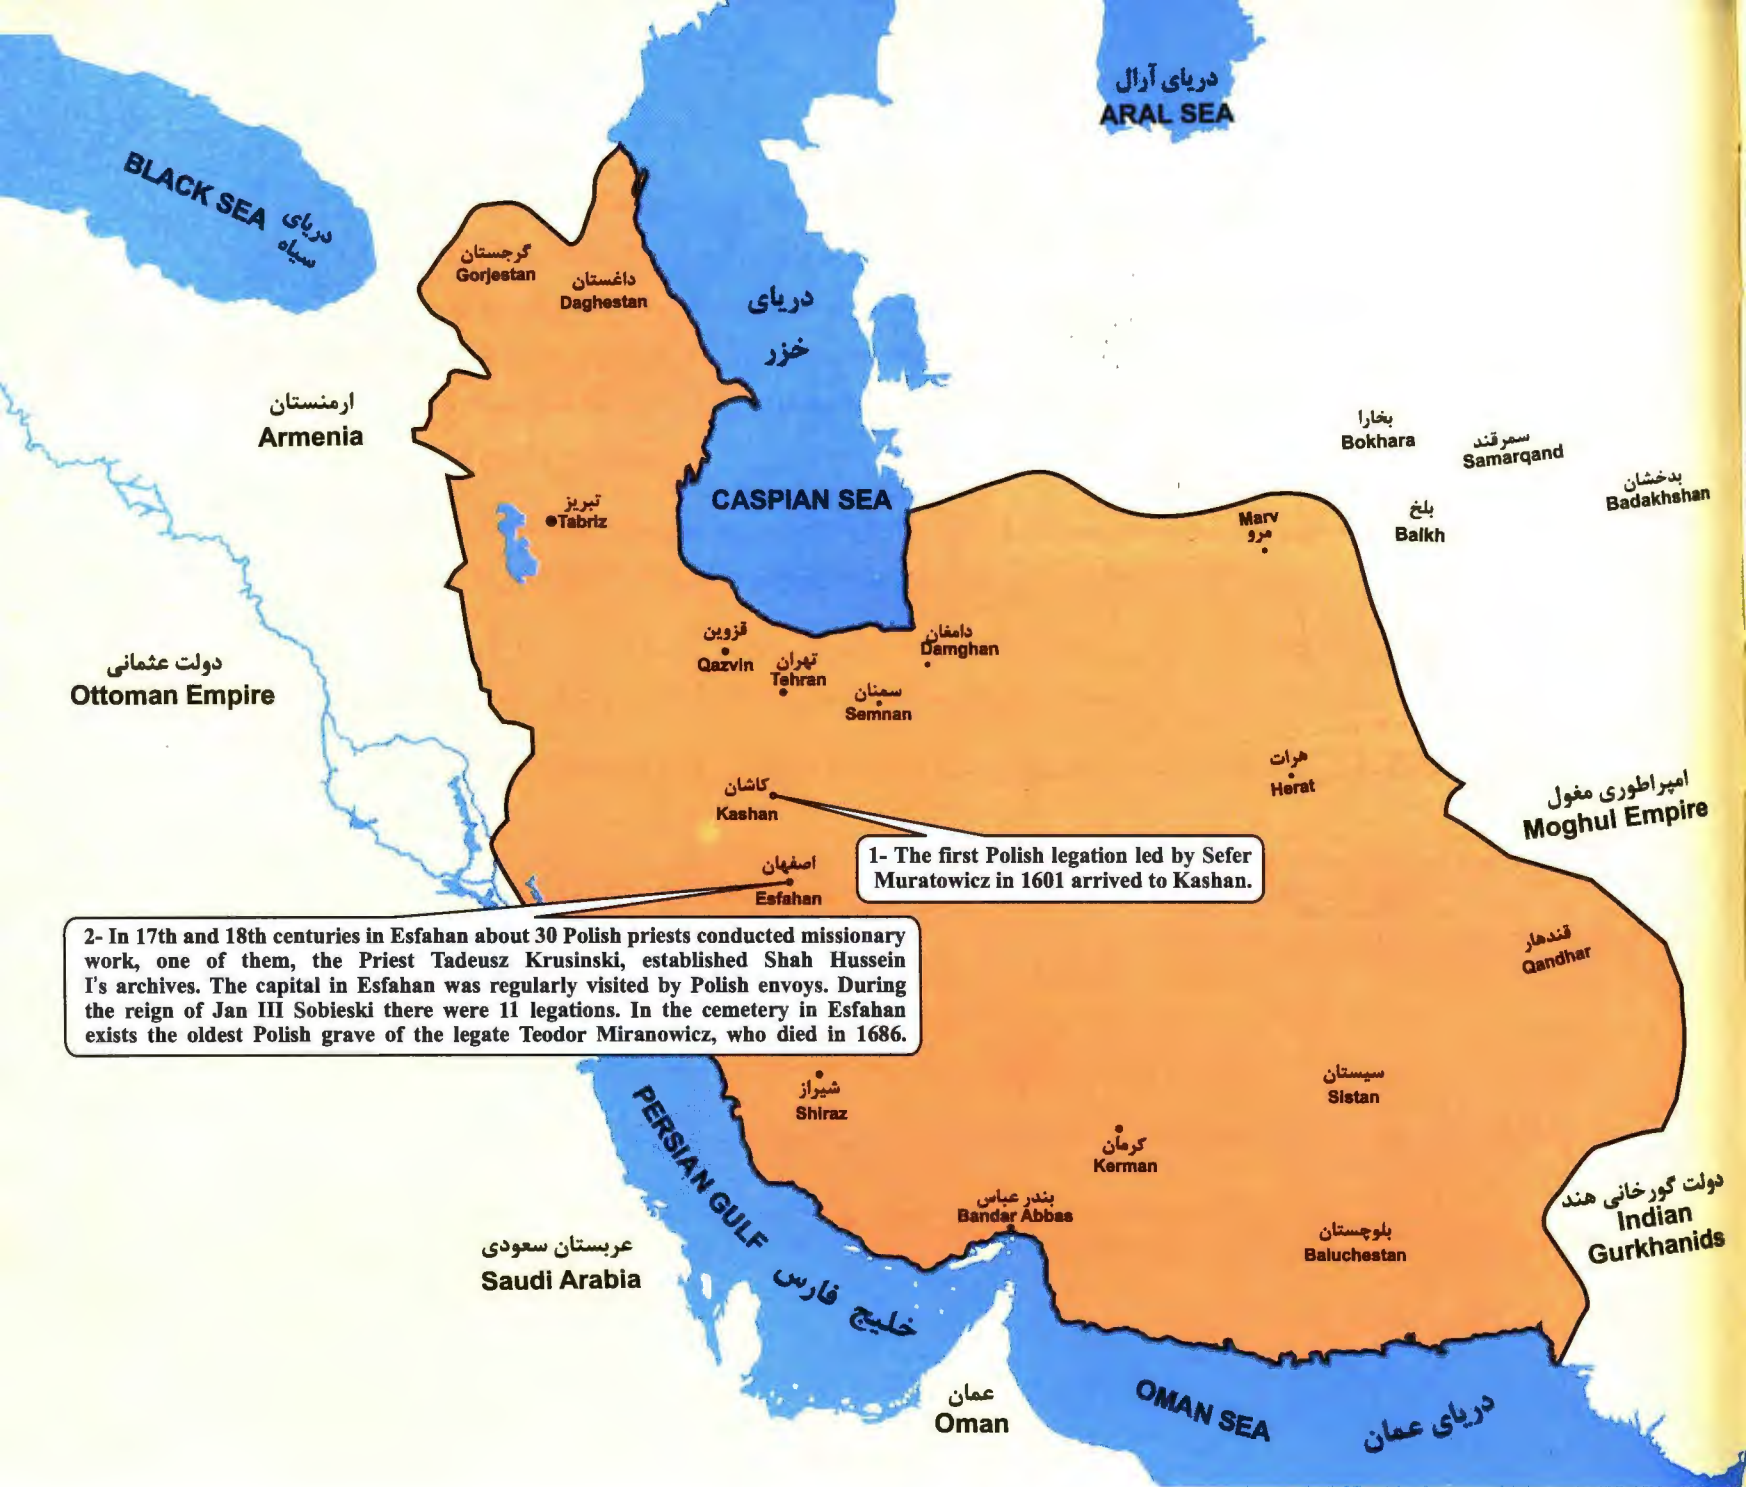 دریای آرال
ARAL SEA
BLACK SEA
دریای
سیاه
گرجستان
Gorjestan
داغستان
Daghestan
دریای
خزر
CASPIAN SEA
ارمنستان
Armenia
بخارا
Bokhara
سمرقند
Samarqand
بدخشان
Badakhshan
بلخ
Balkh
تبریز
Tabriz
Marv
مرو
دولت عثمانی
Ottoman Empire
قزوین
Qazvin
تهران
Tehran
دامغان
Damghan
سمنان
Semnan
هرات
Herat
امپراطوری مغول
Moghul Empire
کاشان
Kashan
1- The first Polish legation led by Sefer
Muratowicz in 1601 arrived to Kashan.
اصفهان
Esfahan
2- In 17th and 18th centuries in Esfahan about 30 Polish priests conducted missionary
work, one of them, the Priest Tadeusz Krusinski, established Shah Hussein
I's archives. The capital in Esfahan was regularly visited by Polish envoys. During
the reign of Jan III Sobieski there were 11 legations. In the cemetery in Esfahan
exists the oldest Polish grave of the legate Teodor Miranowicz, who died in 1686.
قندهار
Qandhar
شیراز
Shiraz
سیستان
Sistan
کرمان
Kerman
بندر عباس
Bandar Abbas
بلوچستان
Baluchestan
دولت گورخانی هند
Indian
Gurkhanids
PERSIAN GULF
خلیج فارس
عربستان سعودی
Saudi Arabia
عمان
Oman
OMAN SEA
دریای عمان